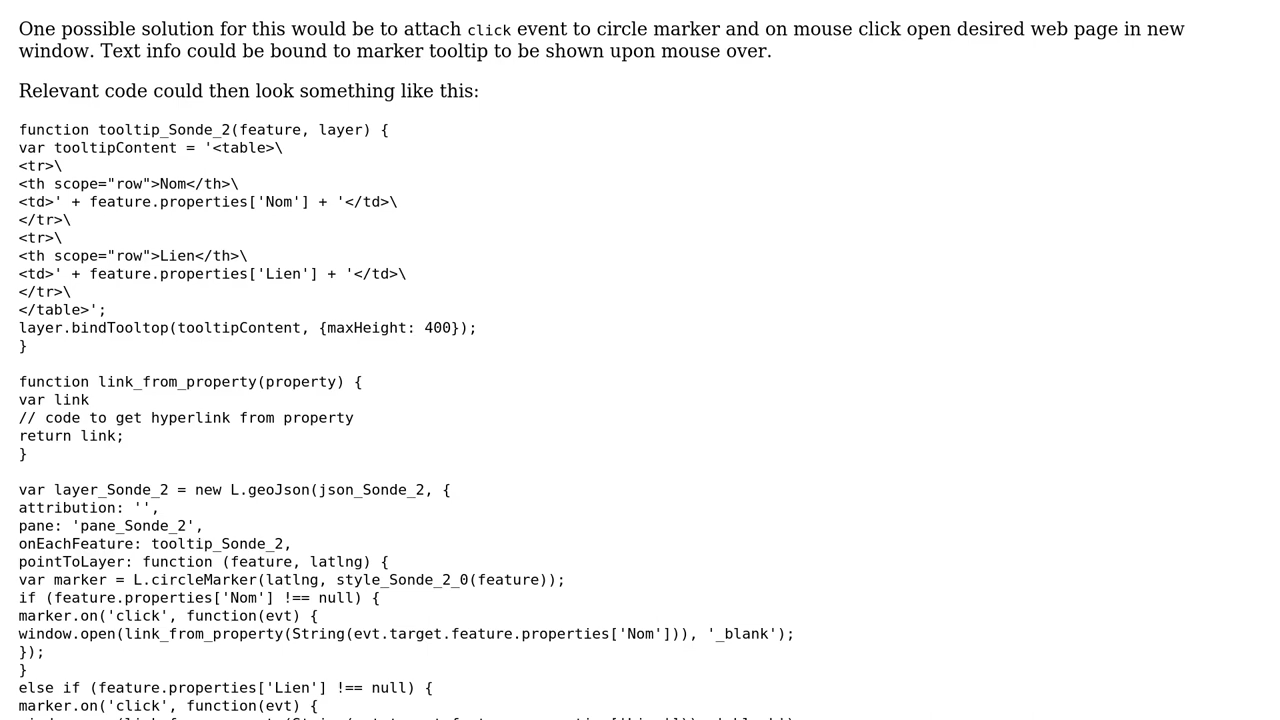 One possible solution for this would be to attach click event to circle marker and on mouse click open desired web page in new
window. Text info could be bound to marker tooltip to be shown upon mouse over.
Relevant code could then look something like this:
function tooltip_Sonde_2(feature, layer) {
var tooltipContent = '<table>\
<tr>\
<th scope="row">Nom</th>\
<td>' + feature.properties['Nom'] + '</td>\
</tr>\
<tr>\
<th scope="row">Lien</th>\
<td>' + feature.properties['Lien'] + '</td>\
</tr>\
</table>';
layer.bindTooltop(tooltipContent, {maxHeight: 400});
}
function link_from_property(property) {
var link
// code to get hyperlink from property
return link;
}
var layer_Sonde_2 = new L.geoJson(json_Sonde_2, {
attribution: '',
pane: 'pane_Sonde_2',
onEachFeature: tooltip_Sonde_2,
pointToLayer: function (feature, latlng) {
var marker = L.circleMarker(latlng, style_Sonde_2_0(feature));
if (feature.properties['Nom'] !== null) {
marker.on('click', function(evt) {
window.open(link_from_property(String(evt.target.feature.properties['Nom'])), '_blank');
});
}
else if (feature.properties['Lien'] !== null) {
marker.on('click', function(evt) {